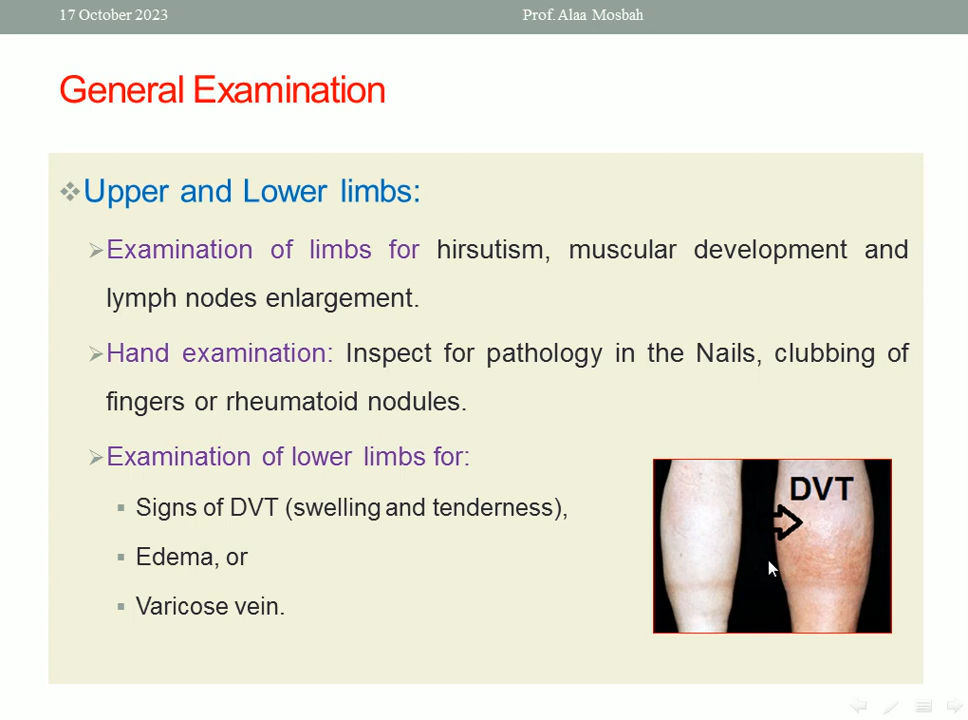 17 October 2023
Prof. Alaa Mosbah
General Examination
Upper and Lower limbs:
Examination of limbs for hirsutism, muscular development and
lymph nodes enlargement.
Hand examination: Inspect for pathology in the Nails, clubbing of
fingers or rheumatoid nodules.
Examination of lower limbs for:
Signs of DVT (swelling and tenderness),
Edema, or
Varicose vein.
DVT